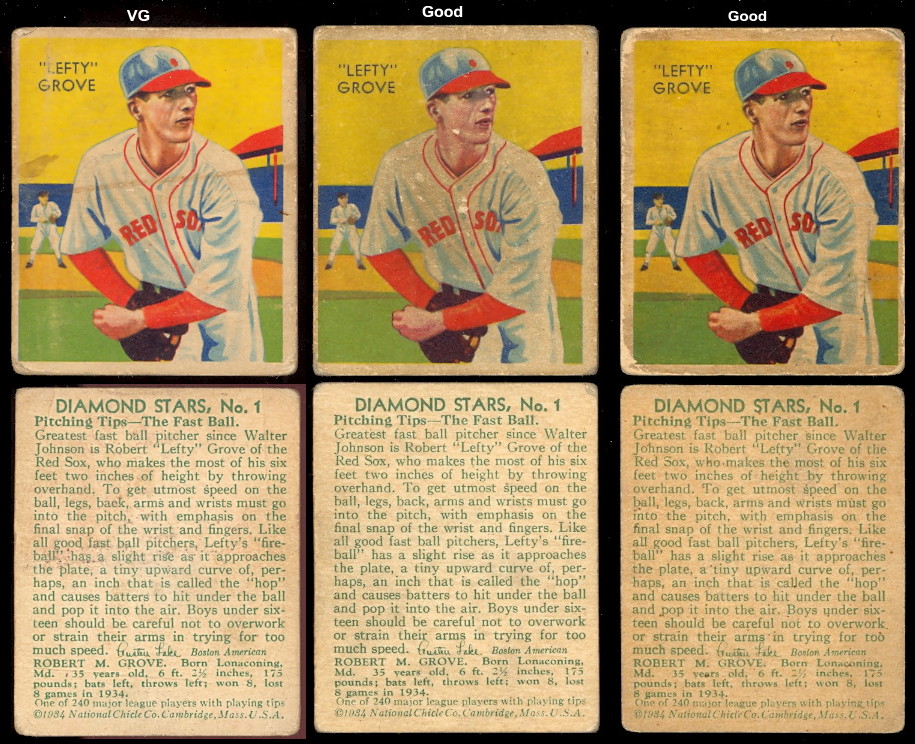 VG
"LEFTY"
GROVE
RED SOX
Good
"LEFTY"
GROVE
RED SOX
Good
"LEFTY"
GROVE
RED SOX
DIAMOND STARS, No. 1
Pitching Tips—The Fast Ball.
Greatest fast ball pitcher since Walter
Johnson is Robert "Lefty" Grove of the
Red Sox, who makes the most of his six
feet two inches of height by throwing
overhand. To get utmost speed on the
ball, legs, back, arms and wrists must go
into the pitch, with emphasis on the
final snap of the wrist and fingers. Like
all good fast ball pitchers, Lefty's "fire-
ball" has a slight rise as it approaches
the plate, a tiny upward curve of, per-
haps, an inch that is called the "hop"
and causes batters to hit under the ball
and pop it into the air. Boys under six-
teen should be careful not to overwork
or strain their arms in trying for too
much speed. Austen Lake Boston American
ROBERT M. GROVE. Born Lonaconing,
Md. 35 years old, 6 ft. 2½ inches, 175
pounds; bats left, throws left; won 8, lost
8 games in 1934.
One of 240 major league players with playing tips
©1934 National Chicle Co. Cambridge, Mass. U.S.A.
DIAMOND STARS, No. 1
Pitching Tips—The Fast Ball.
Greatest fast ball pitcher since Walter
Johnson is Robert "Lefty" Grove of the
Red Sox, who makes the most of his six
feet two inches of height by throwing
overhand. To get utmost speed on the
ball, legs, back, arms and wrists must go
into the pitch, with emphasis on the
final snap of the wrist and fingers. Like
all good fast ball pitchers, Lefty's "fire-
ball" has a slight rise as it approaches
the plate, a tiny upward curve of, per-
haps, an inch that is called the "hop"
and causes batters to hit under the ball
and pop it into the air. Boys under six-
teen should be careful not to overwork
or strain their arms in trying for too
much speed. Austen Lake Boston American
ROBERT M. GROVE. Born Lonaconing,
Md. 35 years old, 6 ft. 2½ inches, 175
pounds; bats left, throws left; won 8, lost
8 games in 1934.
One of 240 major league players with playing tips
©1934 National Chicle Co. Cambridge, Mass. U.S.A.
DIAMOND STARS, No. 1
Pitching Tips—The Fast Ball.
Greatest fast ball pitcher since Walter
Johnson is Robert "Lefty" Grove of the
Red Sox, who makes the most of his six
feet two inches of height by throwing
overhand. To get utmost speed on the
ball, legs, back, arms and wrists must go
into the pitch, with emphasis on the
final snap of the wrist and fingers. Like
all good fast ball pitchers, Lefty's "fire-
ball" has a slight rise as it approaches
the plate, a tiny upward curve of, per-
haps, an inch that is called the "hop"
and causes batters to hit under the ball
and pop it into the air. Boys under six-
teen should be careful not to overwork
or strain their arms in trying for too
much speed. Austen Lake Boston American
ROBERT M. GROVE. Born Lonaconing,
Md. 35 years old, 6 ft. 2½ inches, 175
pounds; bats left, throws left; won 8, lost
8 games in 1934.
One of 240 major league players with playing tips
©1934 National Chicle Co. Cambridge, Mass. U.S.A.